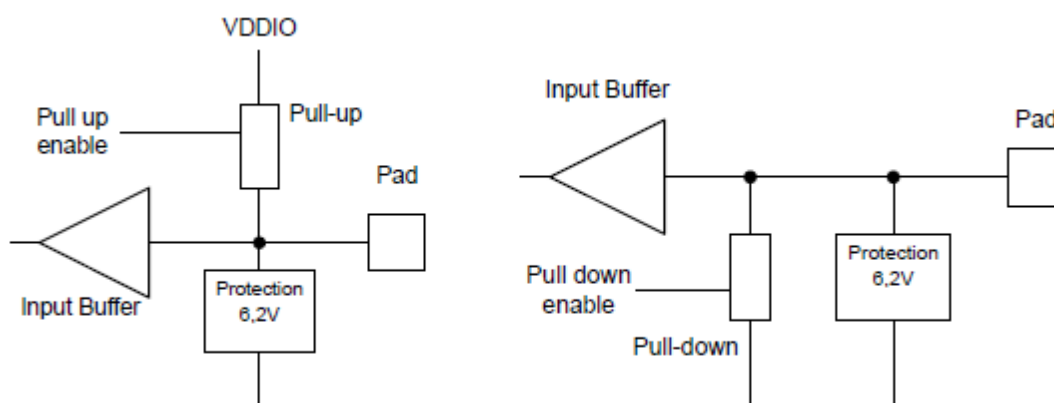 VDDIO
Pull up
enable
Pull-up
Pad
Input Buffer
Protection
6,2V
Input Buffer
Pad
Pull down
enable
Protection
6,2V
Pull-down